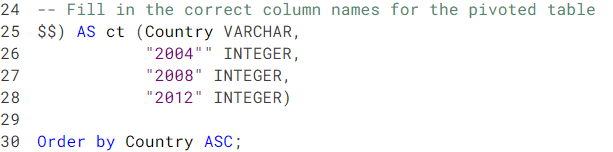 24 -- Fill in the correct column names for the pivoted table
25 $$) AS ct (Country VARCHAR,
26 "2004"" INTEGER,
27 "2008" INTEGER,
28 "2012" INTEGER)
29
30 Order by Country ASC;